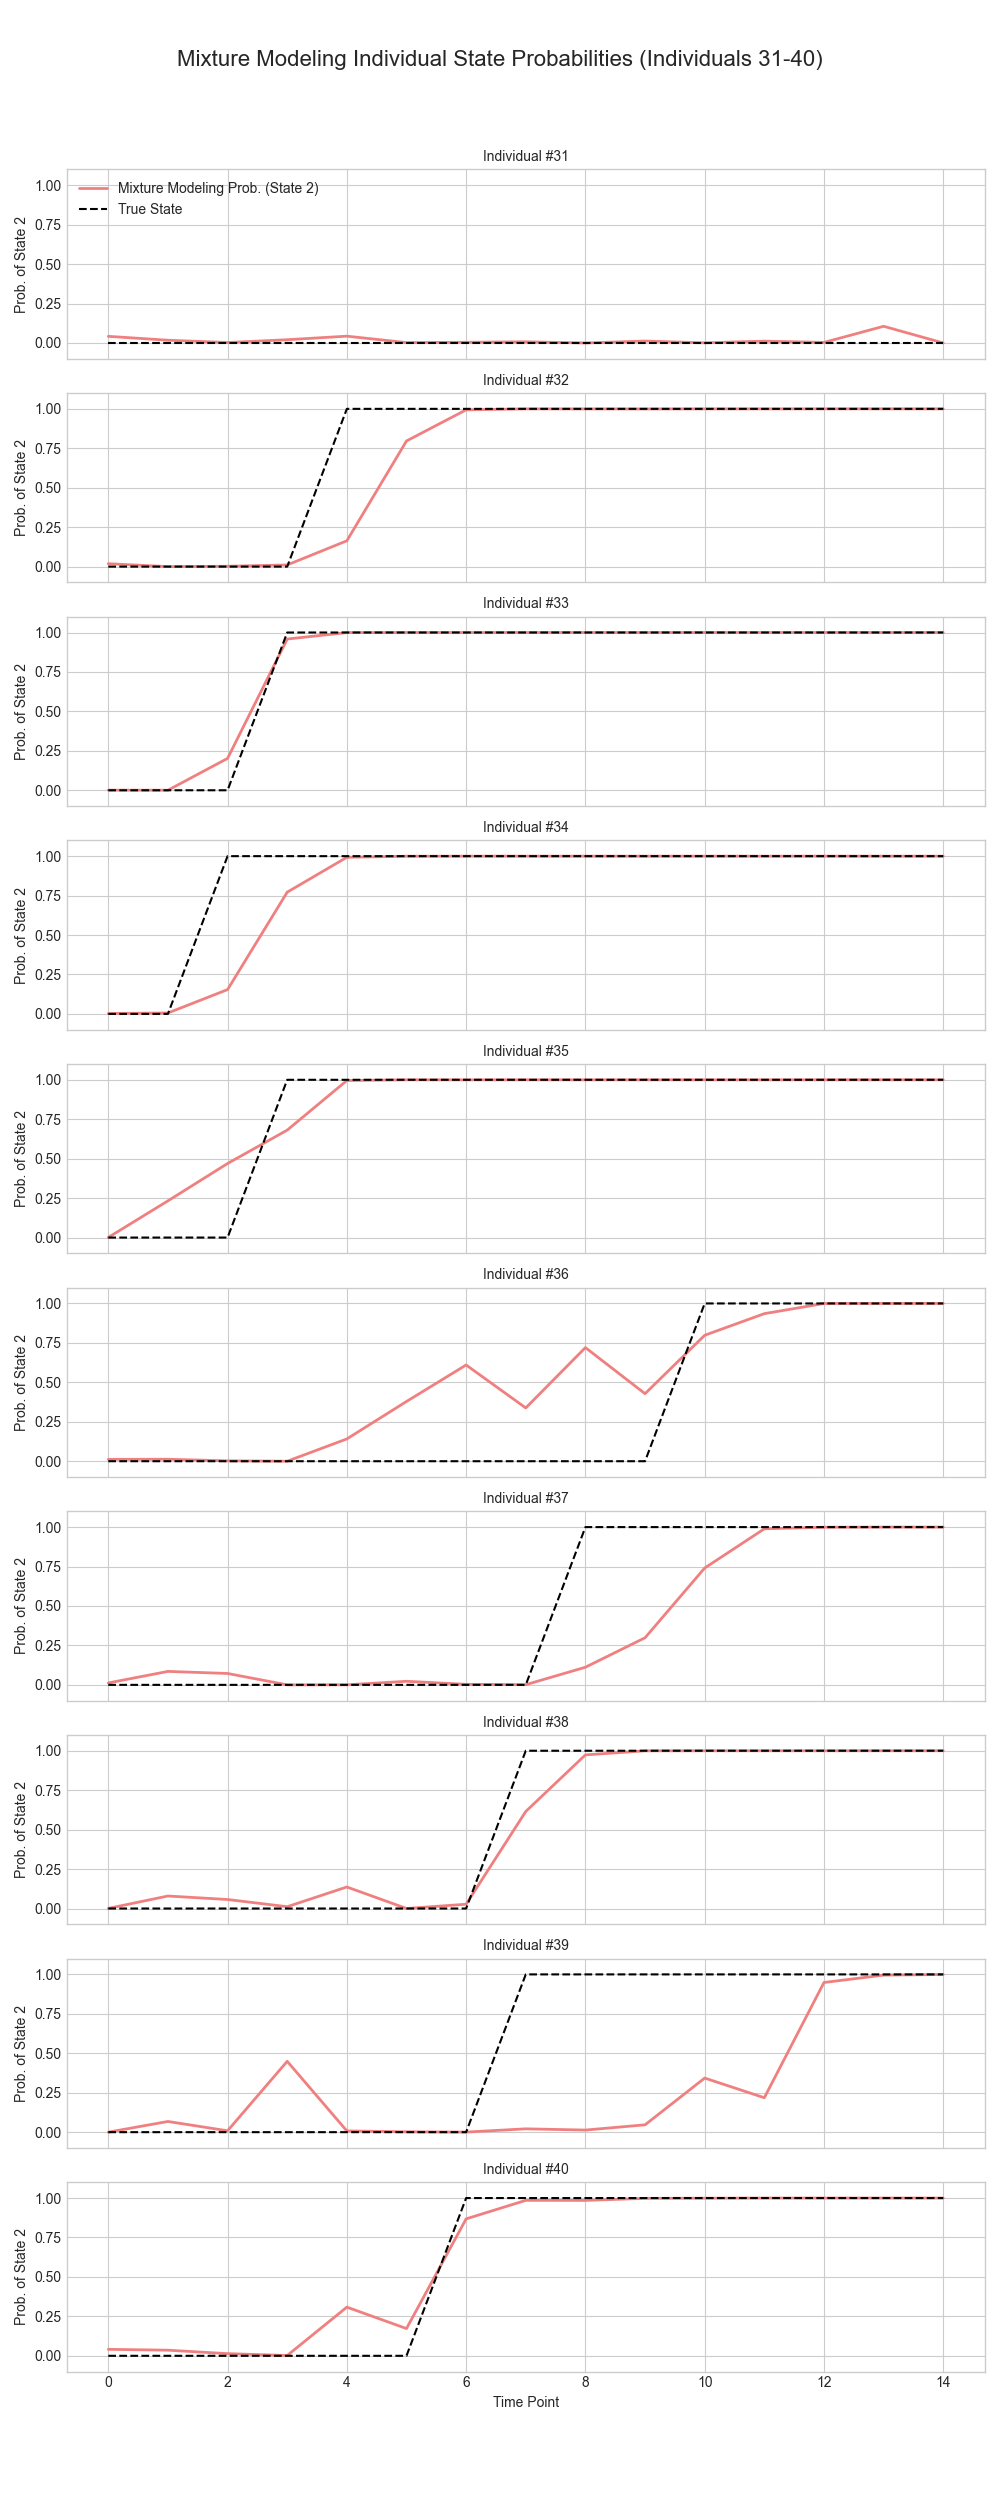 Mixture Modeling Individual State Probabilities (Individuals 31-40)
Individual #31
Mixture Modeling Prob. (State 2)
True State
Prob. of State 2
1.00
0.75
0.50
0.25
0.00
Individual #32
Prob. of State 2
1.00
0.75
0.50
0.25
0.00
Individual #33
Prob. of State 2
1.00
0.75
0.50
0.25
0.00
Individual #34
Prob. of State 2
1.00
0.75
0.50
0.25
0.00
Individual #35
Prob. of State 2
1.00
0.75
0.50
0.25
0.00
Individual #36
Prob. of State 2
1.00
0.75
0.50
0.25
0.00
Individual #37
Prob. of State 2
1.00
0.75
0.50
0.25
0.00
Individual #38
Prob. of State 2
1.00
0.75
0.50
0.25
0.00
Individual #39
Prob. of State 2
1.00
0.75
0.50
0.25
0.00
Individual #40
Prob. of State 2
1.00
0.75
0.50
0.25
0.00
0 2 4 6 8 10 12 14
Time Point